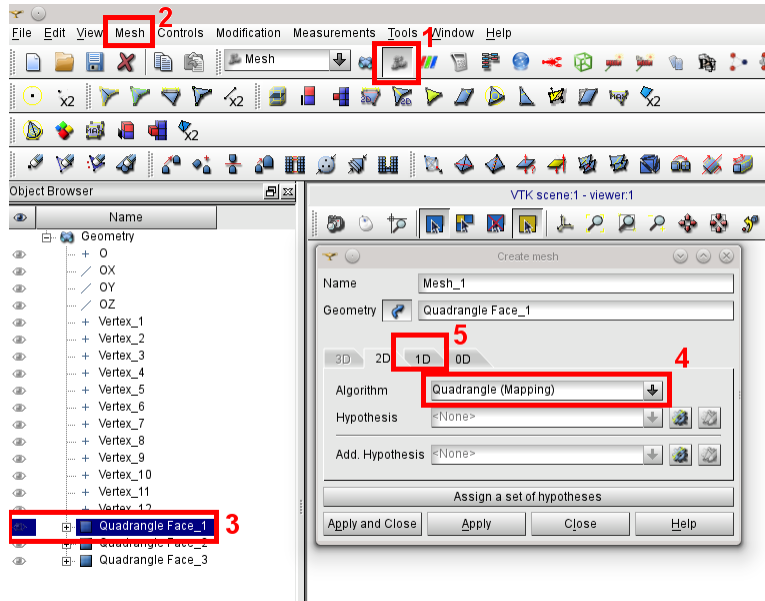 2
File Edit View Mesh Controls Modification Measurements Tools Window Help
1
Mesh
x2 x2 2D 2D x2
x2
Object Browser
VTK scene:1 - viewer:1
Name
Geometry
O
OX
OY
OZ
Vertex_1
Vertex_2
Vertex_3
Vertex_4
Vertex_5
Vertex_6
Vertex_7
Vertex_8
Vertex_9
Vertex_10
Vertex_11
Vertex_12
Quadrangle Face_1 3
Quadrangle Face_2
Quadrangle Face_3
Create mesh
Name Mesh_1
Geometry Quadrangle Face_1
5
3D 2D 1D 0D 4
Algorithm Quadrangle (Mapping)
Hypothesis <None>
Add. Hypothesis <None>
Assign a set of hypotheses
Apply and Close Apply Close Help